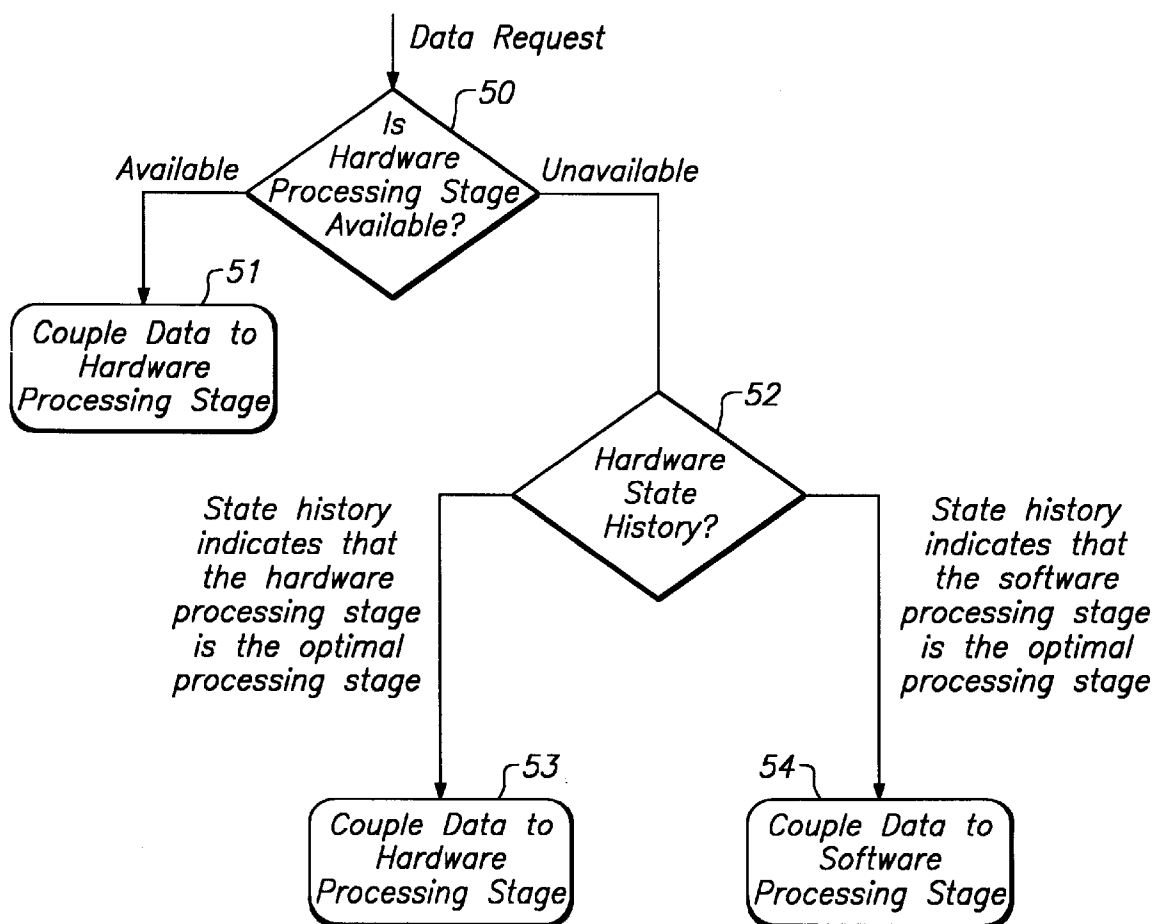 Data Request
50
Is
Hardware
Processing Stage
Available?
Available
Unavailable
51
Couple Data to
Hardware
Processing Stage
52
Hardware
State
History?
State history
indicates that
the hardware
processing stage
is the optimal
processing stage
State history
indicates that
the software
processing stage
is the optimal
processing stage
53
Couple Data to
Hardware
Processing Stage
54
Couple Data to
Software
Processing Stage